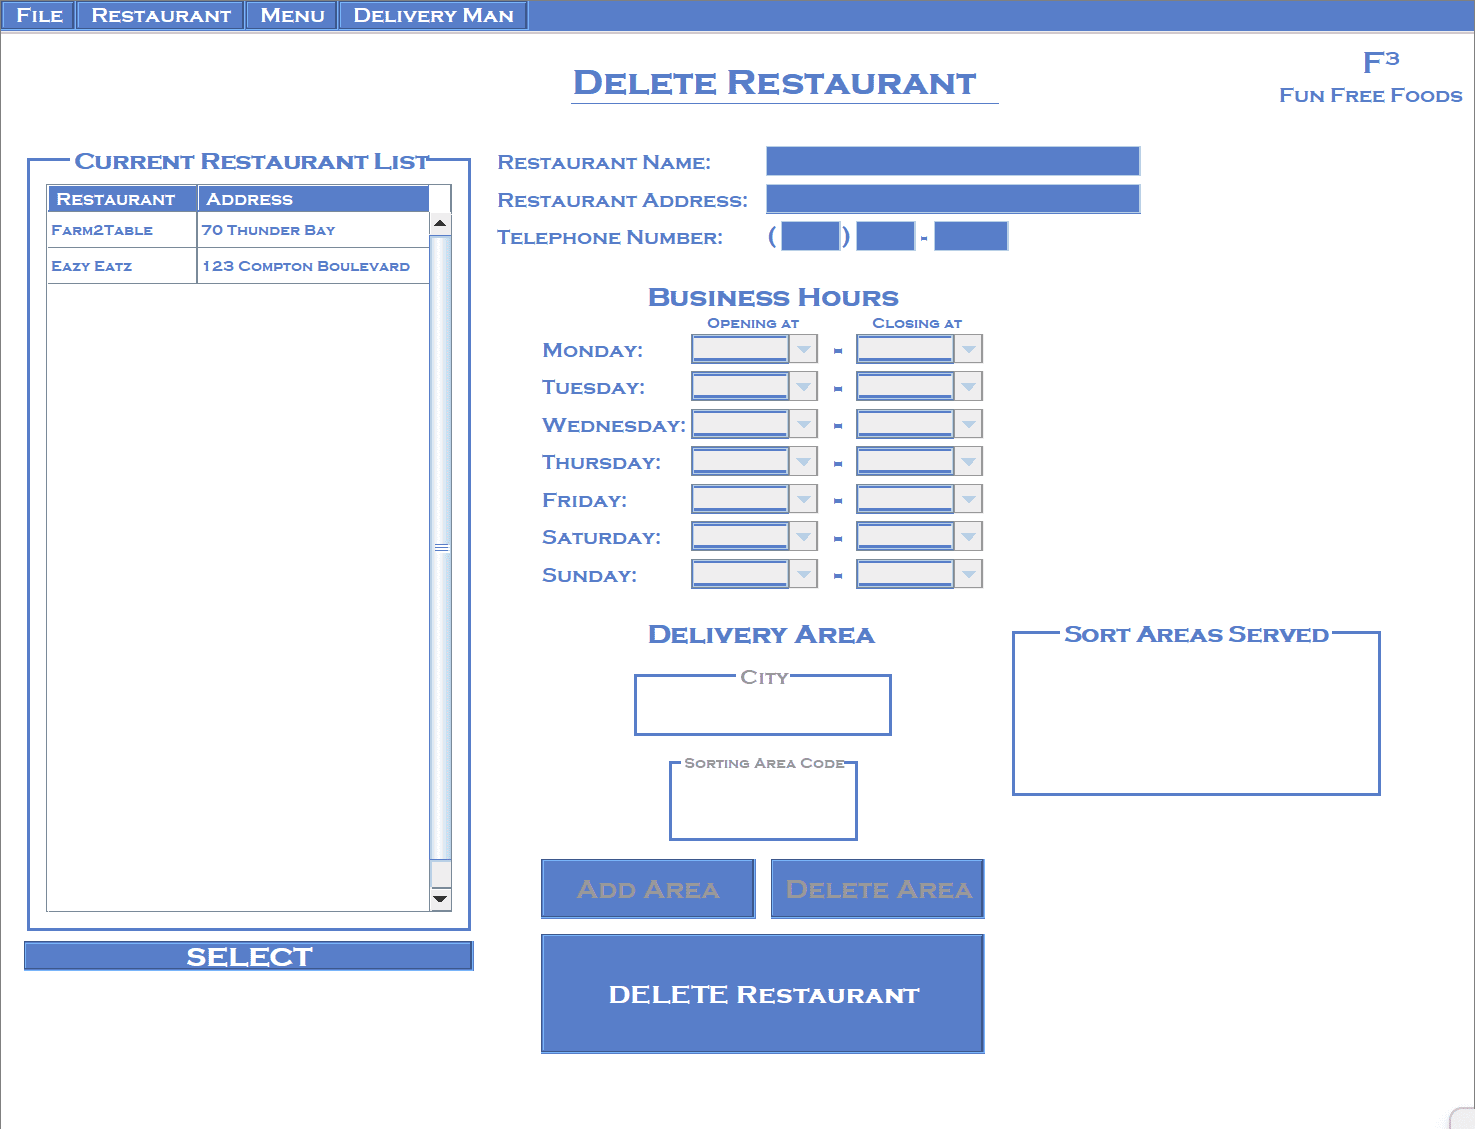 File Restaurant Menu Delivery Man
F³
Fun Free Foods
Delete Restaurant
Current Restaurant List
Restaurant Address
Farm2Table 70 Thunder Bay
Eazy Eatz 123 Compton Boulevard
SELECT
Restaurant Name:
Restaurant Address:
Telephone Number: ( ) -
Business Hours
Opening at Closing at
Monday: -
Tuesday: -
Wednesday: -
Thursday: -
Friday: -
Saturday: -
Sunday: -
Delivery Area
City
Sorting Area Code
Add Area Delete Area
DELETE Restaurant
Sort Areas Served